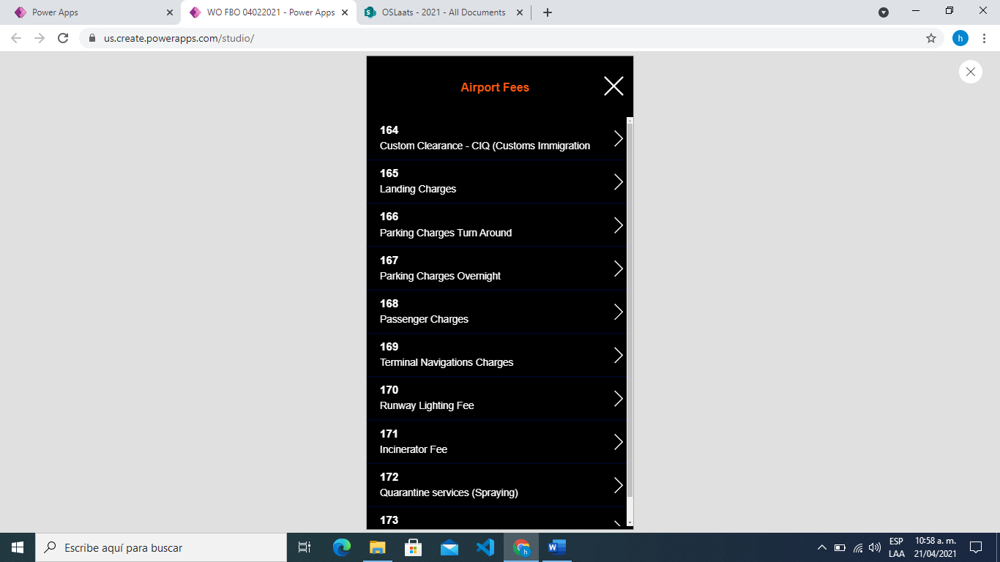 Power Apps
WO FBO 04022021 - Power Apps
OSLaats - 2021 - All Documents
us.create.powerapps.com/studio/
h
Airport Fees
164
Custom Clearance - CIQ (Customs Immigration
165
Landing Charges
166
Parking Charges Turn Around
167
Parking Charges Overnight
168
Passenger Charges
169
Terminal Navigations Charges
170
Runway Lighting Fee
171
Incinerator Fee
172
Quarantine services (Spraying)
173
Escribe aquí para buscar
ESP
LAA
10:58 a. m.
21/04/2021